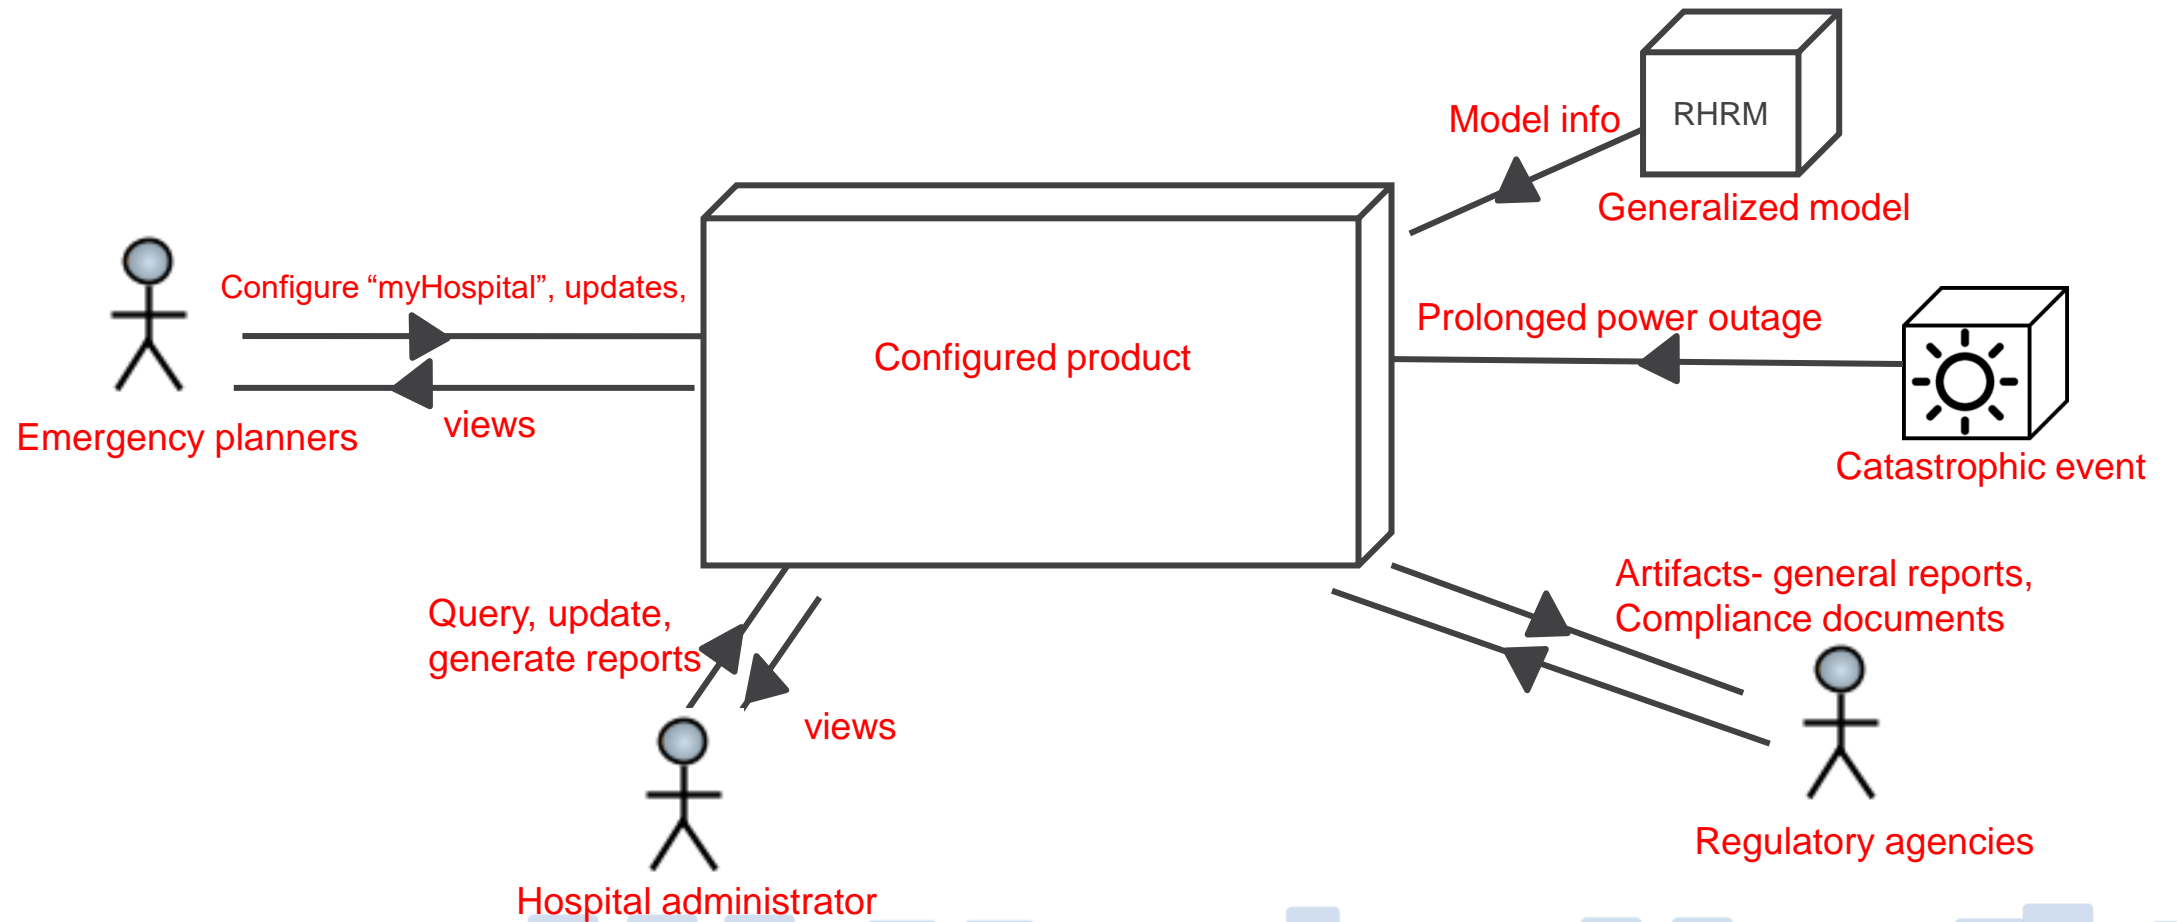 RHRM
Model info
Generalized model
Configure “myHospital”, updates,
Prolonged power outage
Configured product
views
Emergency planners
Catastrophic event
Artifacts- general reports,
Compliance documents
Query, update,
generate reports
views
Regulatory agencies
Hospital administrator